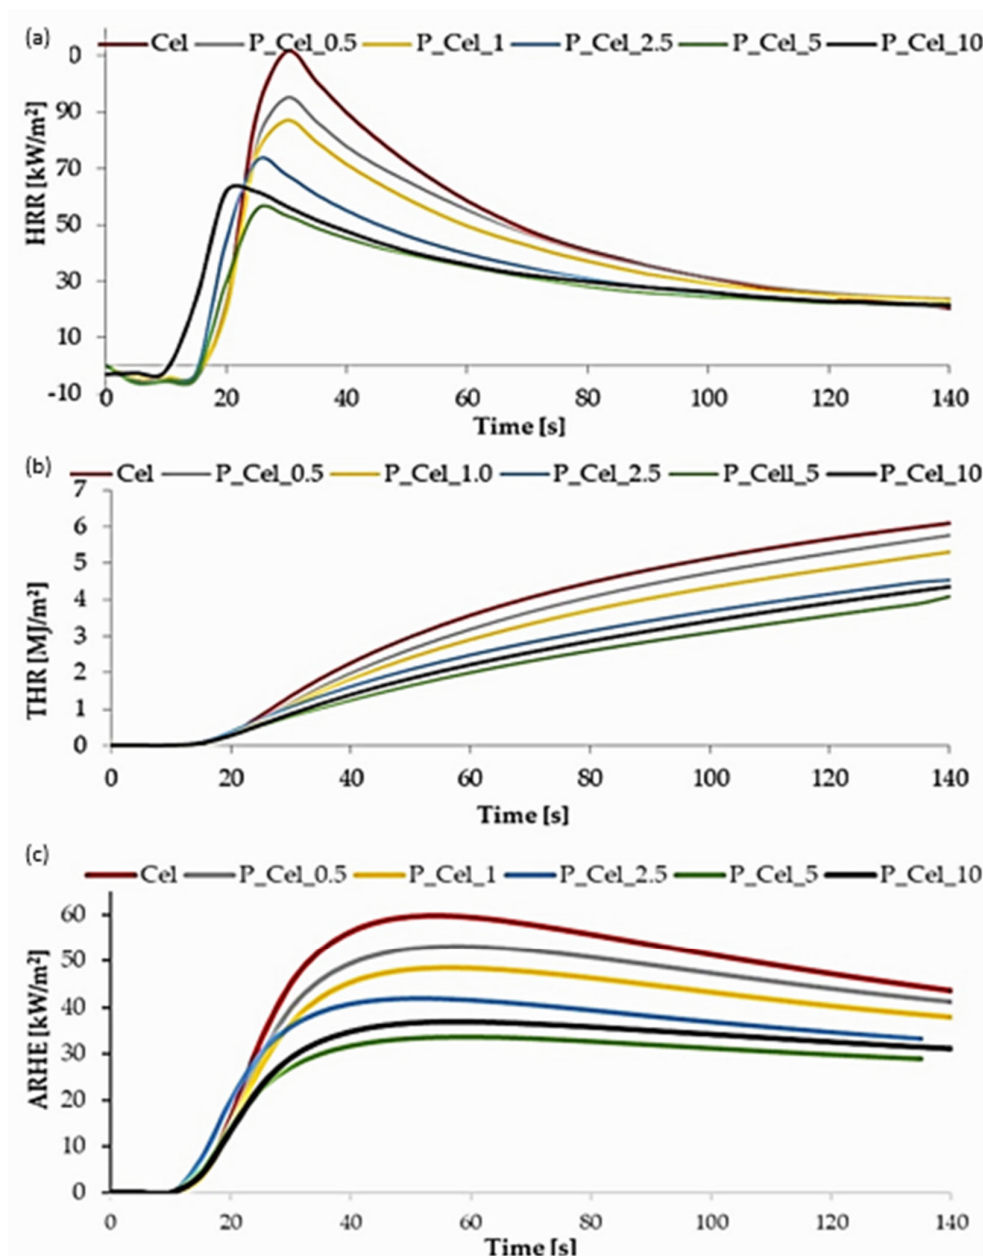 (a)
Cel P_Cel_0.5 P_Cel_1 P_Cel_2.5 P_Cel_5 P_Cel_10
0
90
70
50
30
10
-10
HRR [kW/m²]
0 20 40 60 80 100 120 140
Time [s]
(b)
Cel P_Cel_0.5 P_Cel_1.0 P_Cel_2.5 P_Cell_5 P_Cel_10
7
6
5
4
3
2
1
0
THR [MJ/m²]
0 20 40 60 80 100 120 140
Time [s]
(c)
Cel P_Cel_0.5 P_Cel_1 P_Cel_2.5 P_Cel_5 P_Cel_10
60
50
40
30
20
10
0
ARHE [kW/m²]
0 20 40 60 80 100 120 140
Time [s]